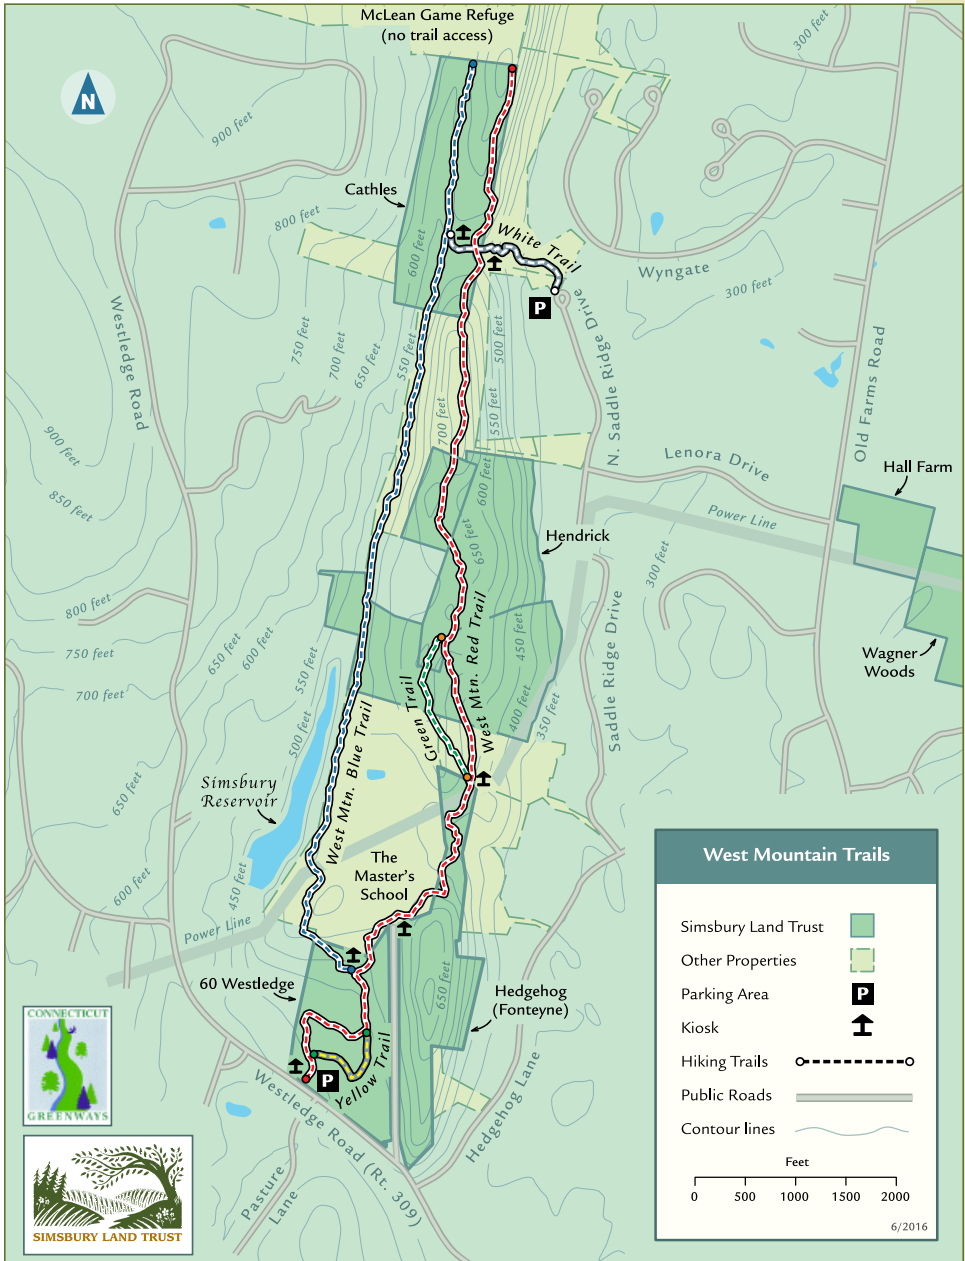 McLean Game Refuge
(no trail access)
300 feet
N
900 feet
Cathles
800 feet
White Trail
600 feet
Wyngate
300 feet
P
Westledge Road
750 feet
700 feet
650 feet
550 feet
500 feet
N. Saddle Ridge Drive
Old Farms Road
550 feet
700 feet
900 feet
Lenora Drive
Hall Farm
600 feet
850 feet
Power Line
650 feet
Hendrick
300 feet
800 feet
750 feet
650 feet
600 feet
West Mtn. Red Trail
450 feet
Saddle Ridge Drive
Wagner
Woods
700 feet
550 feet
Green Trail
400 feet
350 feet
500 feet
West Mtn. Blue Trail
650 feet
Simsbury
Reservoir
West Mountain Trails
The
Master's
School
600 feet
450 feet
Power Line
Simsbury Land Trust
Other Properties
60 Westledge
650 feet
Hedgehog
(Fonteyne)
Parking Area
P
Kiosk
CONNECTICUT
GREENWAYS
Hiking Trails
P
Yellow Trail
Westledge Road (Rt. 309)
Hedgehog Lane
Public Roads
Contour lines
Pasture
Lane
Feet
0 500 1000 1500 2000
6/2016
SIMSBURY LAND TRUST